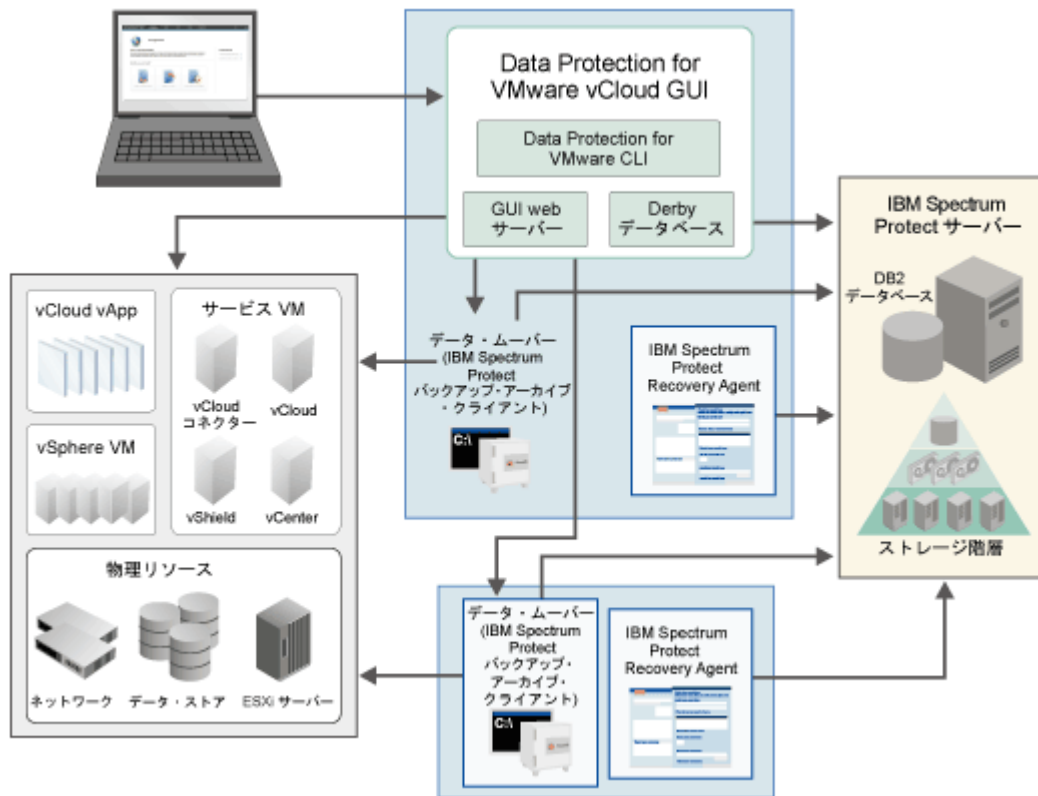 Data Protection for
VMware vCloud GUI
Data Protection for
VMware CLI
GUI web
サーバー
Derby
データベース
IBM Spectrum
Protect サーバー
DB2
データベース
ストレージ階層
vCloud vApp
サービス VM
vCloud
コネクター
vCloud
vShield
vCenter
vSphere VM
物理リソース
ネットワーク
データ・ストア
ESXi サーバー
データ・ムーバー
(IBM Spectrum
Protect
バックアップ・アーカイブ
・クライアント)
C:\
IBM Spectrum
Protect
Recovery Agent
データ・ムーバー
(IBM Spectrum
Protect
バックアップ・
アーカイブ・
クライアント)
C:\
IBM Spectrum
Protect
Recovery Agent